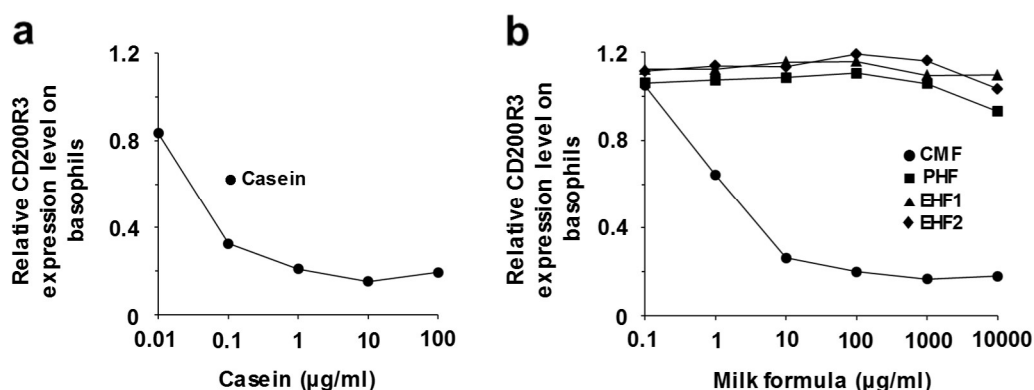 a
Relative CD200R3
expression level on
basophils
1.2
0.8
0.4
0
Casein
0.01 0.1 1 10 100
Casein (μg/ml)
b
Relative CD200R3
expression level on
basophils
1.2
0.8
0.4
0
CMF
PHF
EHF1
EHF2
0.1 1 10 100 1000 10000
Milk formula (μg/ml)